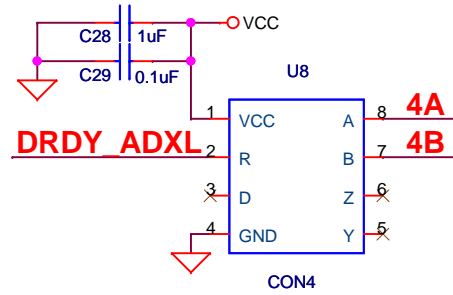 C28 1uF VCC
C29 0.1uF
U8
1 VCC A 8 4A
DRDY_ADXL 2 R B 7 4B
3 D Z 6
4 GND Y 5
CON4